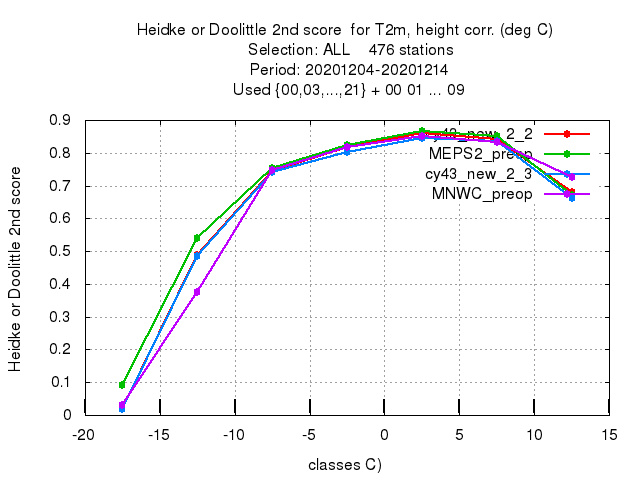 Heidke or Doolittle 2nd score for T2m, height corr. (deg C)
Selection: ALL 476 stations
Period: 20201204-20201214
Used {00,03,...,21} + 00 01 ... 09
Heidke or Doolittle 2nd score
0.9
0.8
0.7
0.6
0.5
0.4
0.3
0.2
0.1
0
cy43_new_2_2
MEPS2_preop
cy43_new_2_3
MNWC_preop
-20 -15 -10 -5 0 5 10 15
classes C)